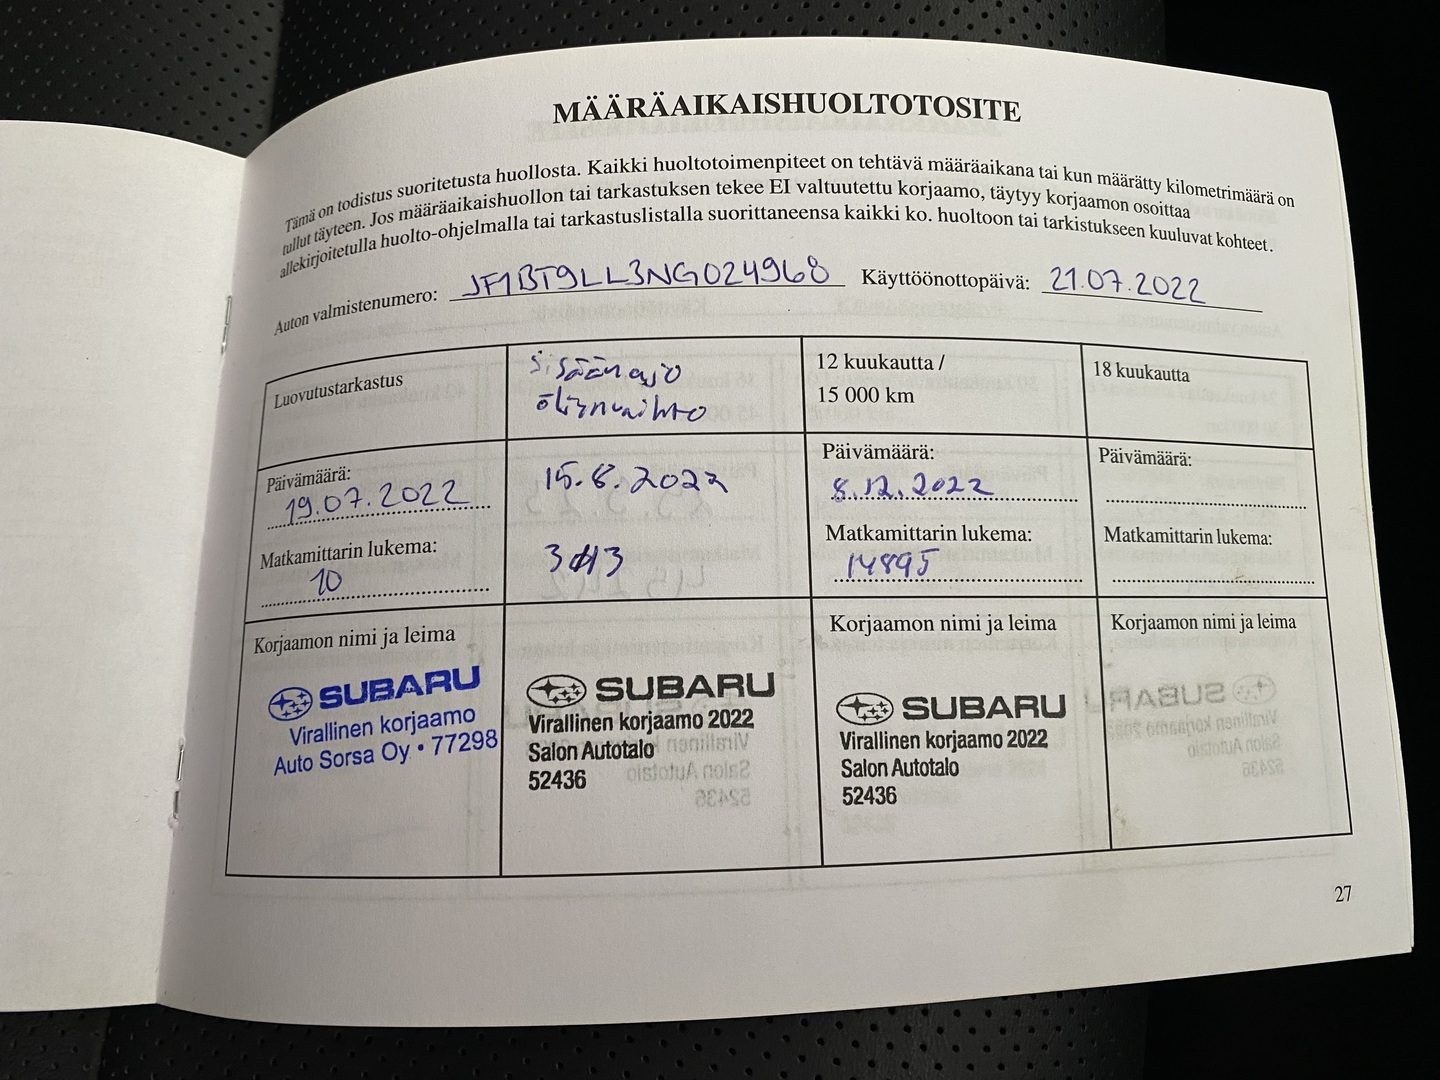 MÄÄRÄAIKAISHUOLTOTOSITE
Tämä on todistus suoritetusta huollosta. Kaikki huoltotoimenpiteet on tehtävä määräaikana tai kun määrätty kilometrimäärä on
tullut täyteen. Jos määräaikaishuollon tai tarkastuksen tekee EI valtuutettu korjaamo, täytyy korjaamon osoittaa
allekirjoitetulla huolto-ohjelmalla tai tarkastuslistalla suorittaneensa kaikki ko. huoltoon tai tarkistukseen kuuluvat kohteet.
Auton valmistenumero: JF1BT9LL3NG024968 Käyttöönottopäivä: 21.07.2022
Luovutustarkastus
Päivämäärä:
19.07.2022
Matkamittarin lukema:
10
Korjaamon nimi ja leima
SUBARU
Virallinen korjaamo
Auto Sorsa Oy • 77298
sisäänajo
öljynvaihto
15.8.2022
SUBARU
Virallinen korjaamo 2022
Salon Autotalo
52436
12 kuukautta /
15 000 km
Päivämäärä:
8.12.2022
Matkamittarin lukema:
14895
Korjaamon nimi ja leima
SUBARU
Virallinen korjaamo 2022
Salon Autotalo
52436
18 kuukautta
Päivämäärä:
Matkamittarin lukema:
Korjaamon nimi ja leima
27